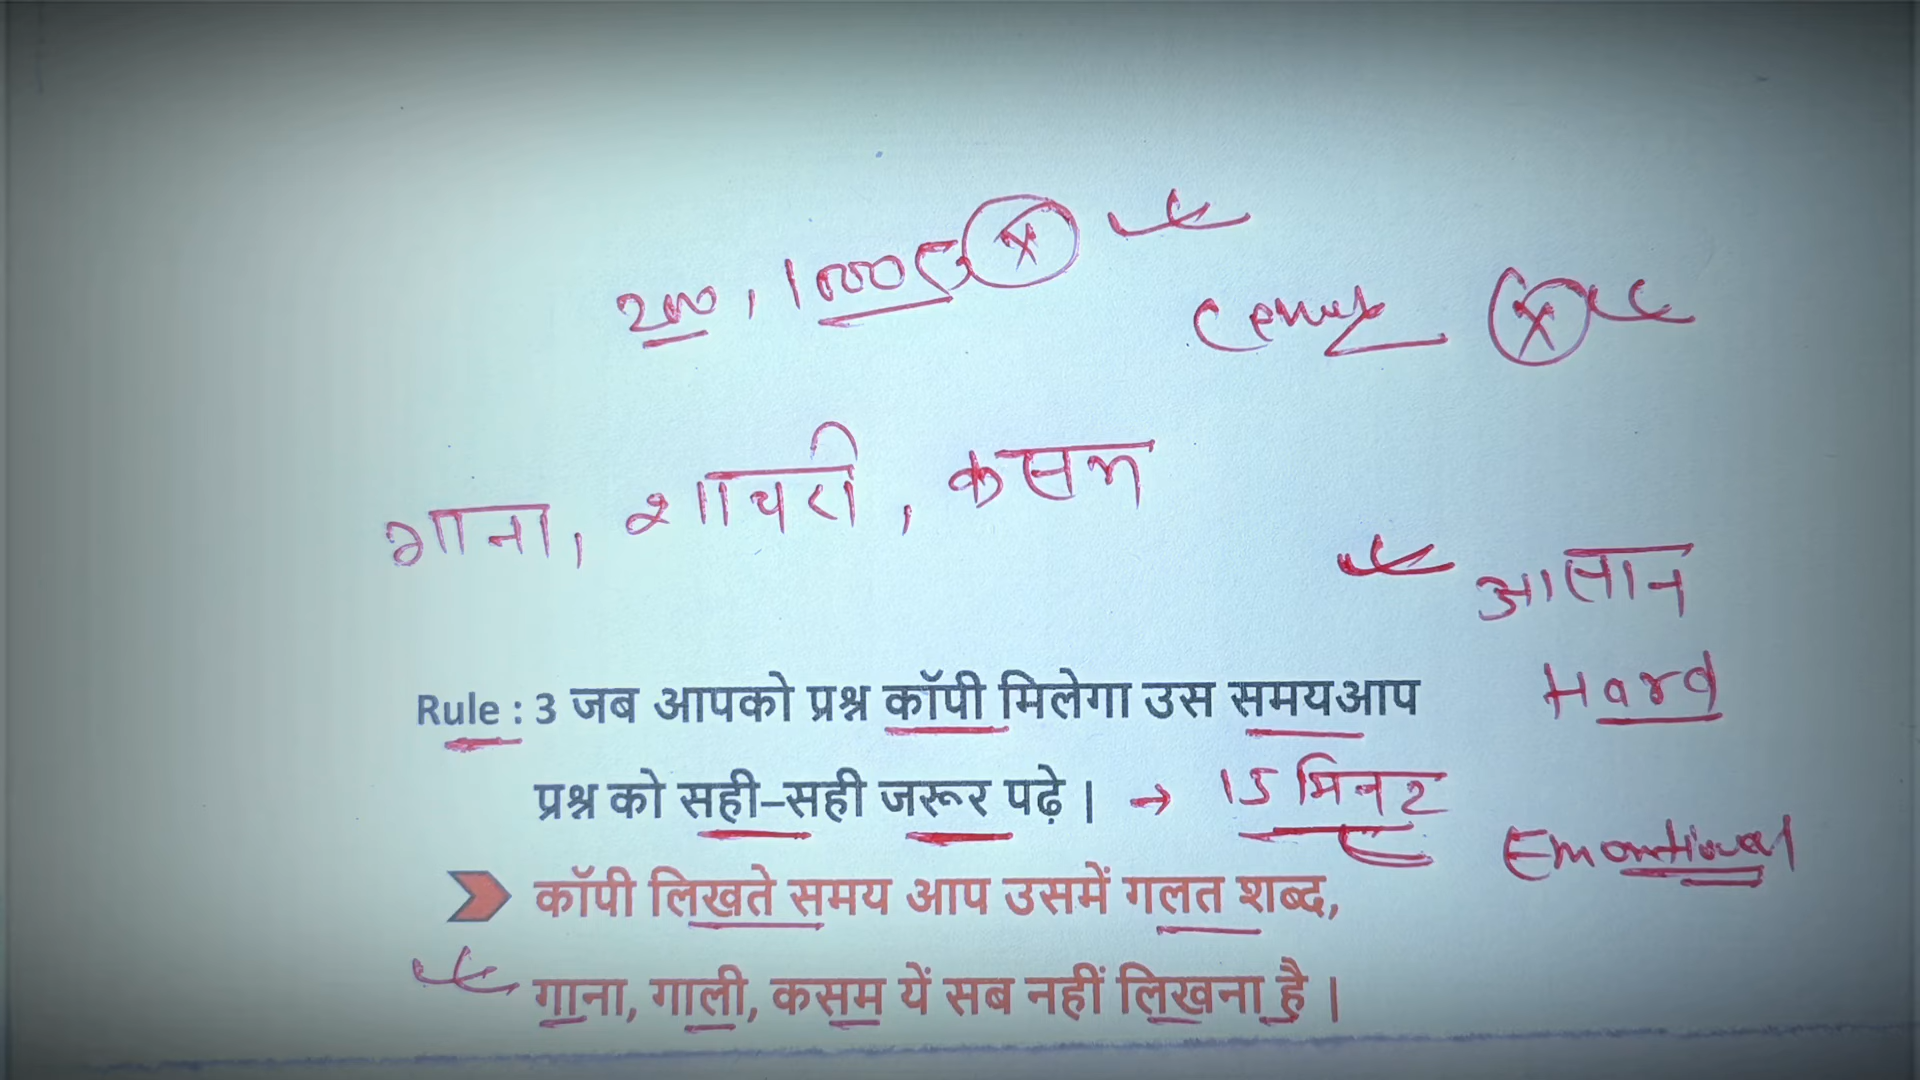 200, 1000
गाना, शायरी, कसम
आसान
Hard
Rule : 3 जब आपको प्रश्न कॉपी मिलेगा उस समयआप
प्रश्न को सही–सही जरूर पढ़े । → 15 मिनट
Emontional
कॉपी लिखते समय आप उसमें गलत शब्द,
गाना, गाली, कसम यें सब नहीं लिखना है ।